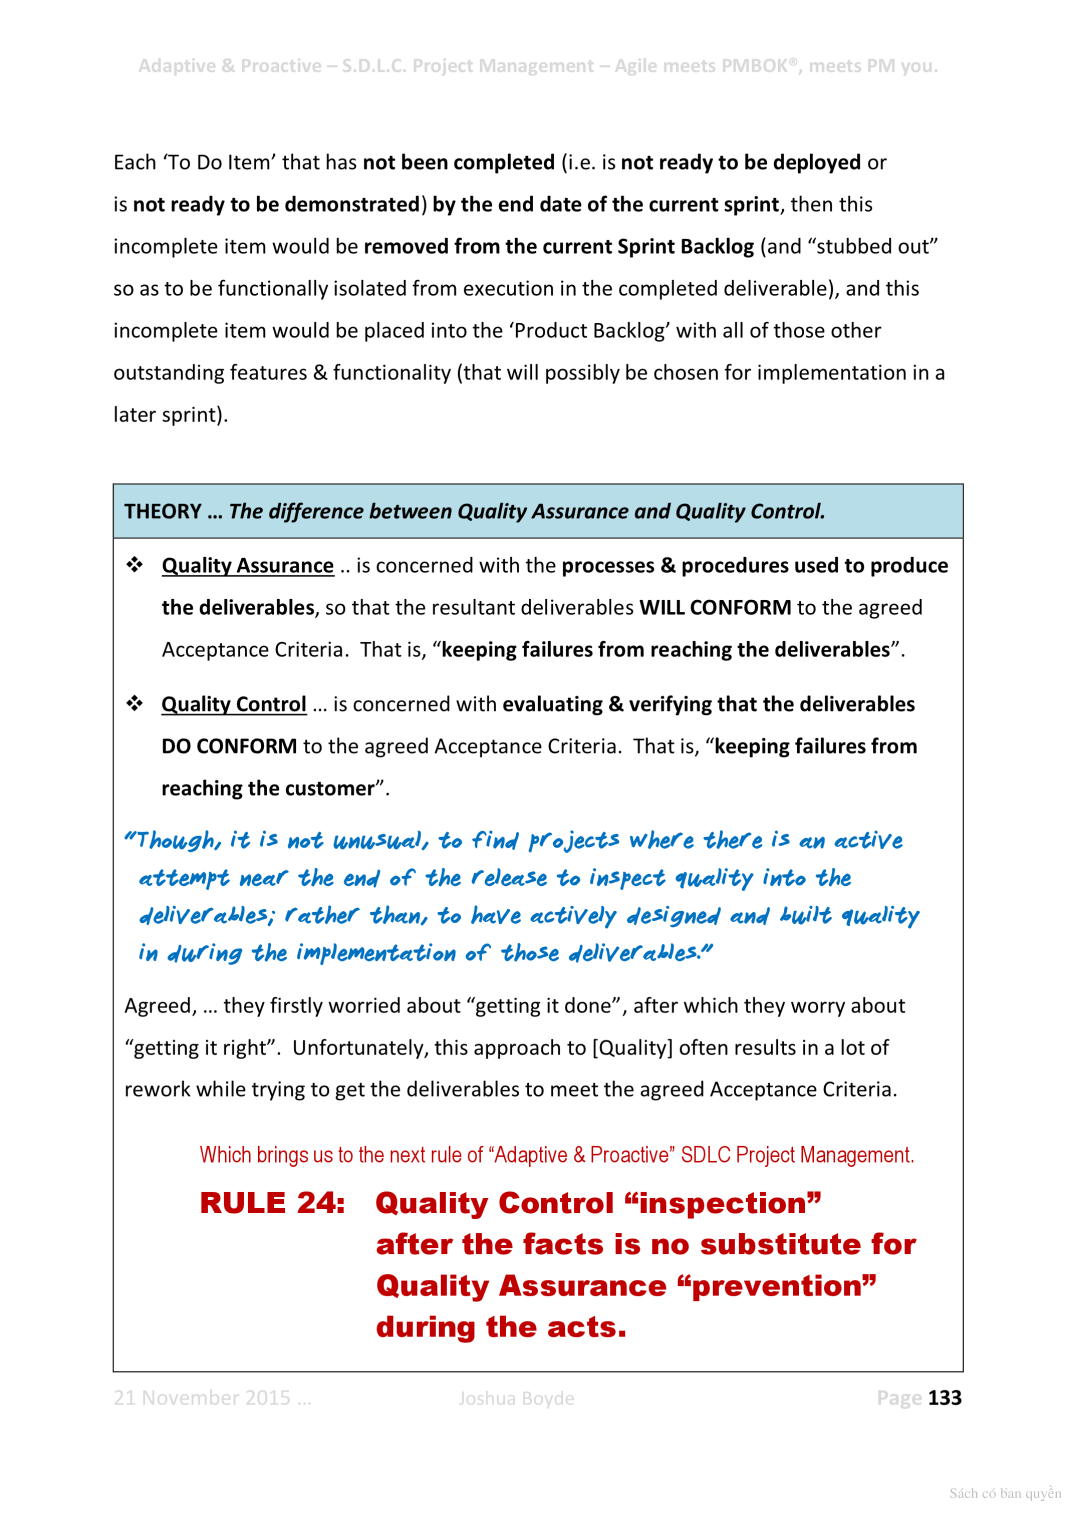 Adaptive & Proactive – S.D.L.C. Project Management – Agile meets PMBOK®, meets PM you.
Each ‘To Do Item’ that has not been completed (i.e. is not ready to be deployed or
is not ready to be demonstrated) by the end date of the current sprint, then this
incomplete item would be removed from the current Sprint Backlog (and “stubbed out”
so as to be functionally isolated from execution in the completed deliverable), and this
incomplete item would be placed into the ‘Product Backlog’ with all of those other
outstanding features & functionality (that will possibly be chosen for implementation in a
later sprint).
THEORY … The difference between Quality Assurance and Quality Control.
❖ Quality Assurance .. is concerned with the processes & procedures used to produce
the deliverables, so that the resultant deliverables WILL CONFORM to the agreed
Acceptance Criteria. That is, “keeping failures from reaching the deliverables”.
❖ Quality Control … is concerned with evaluating & verifying that the deliverables
DO CONFORM to the agreed Acceptance Criteria. That is, “keeping failures from
reaching the customer”.
“Though, it is not unusual, to find projects where there is an active
attempt near the end of the release to inspect quality into the
deliverables; rather than, to have actively designed and built quality
in during the implementation of those deliverables.”
Agreed, … they firstly worried about “getting it done”, after which they worry about
“getting it right”. Unfortunately, this approach to [Quality] often results in a lot of
rework while trying to get the deliverables to meet the agreed Acceptance Criteria.
Which brings us to the next rule of “Adaptive & Proactive” SDLC Project Management.
RULE 24: Quality Control “inspection”
after the facts is no substitute for
Quality Assurance “prevention”
during the acts.
21 November 2015 … Joshua Boyde Page 133
Sách có bản quyền